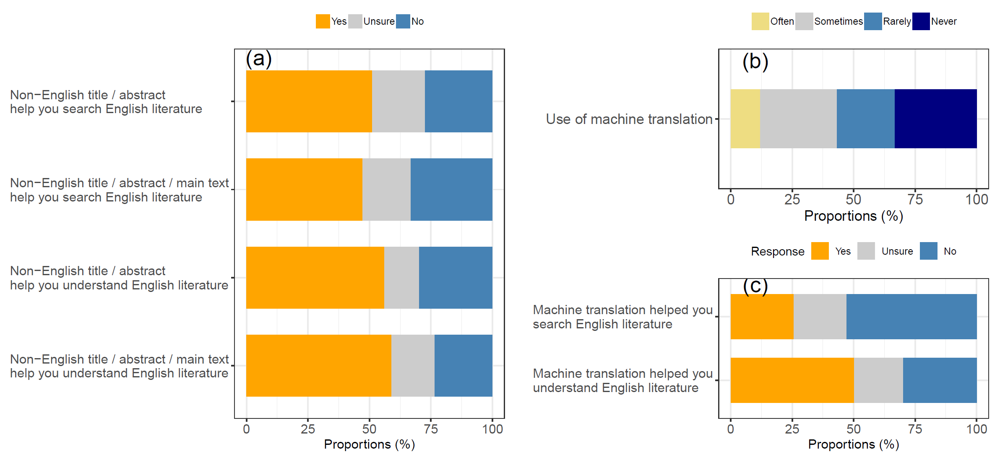 Yes Unsure No
(a)
Non−English title / abstract
help you search English literature
Non−English title / abstract / main text
help you search English literature
Non−English title / abstract
help you understand English literature
Non−English title / abstract / main text
help you understand English literature
0 25 50 75 100
Proportions (%)
Often Sometimes Rarely Never
(b)
Use of machine translation
0 25 50 75 100
Proportions (%)
Response Yes Unsure No
(c)
Machine translation helped you
search English literature
Machine translation helped you
understand English literature
0 25 50 75 100
Proportions (%)